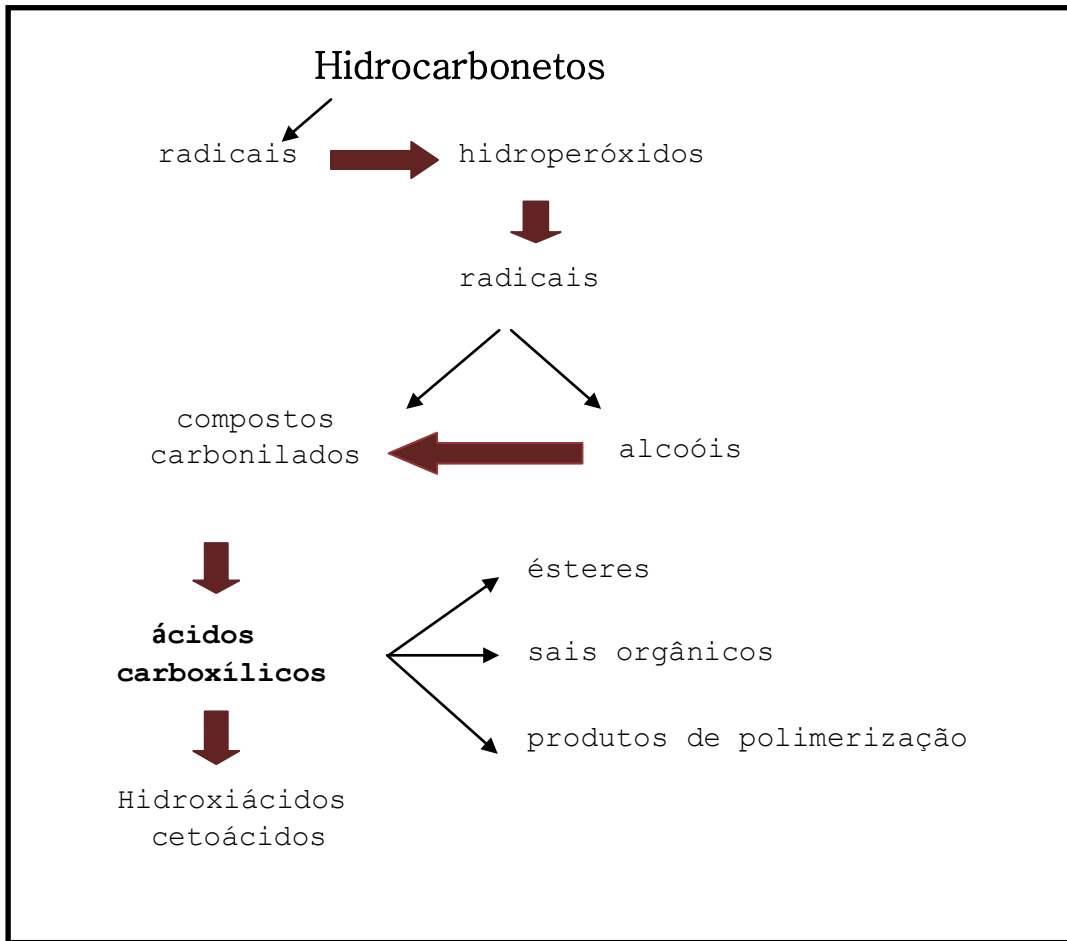 Hidrocarbonetos
radicais
hidroperóxidos
radicais
compostos
carbonilados
alcoóis
ésteres
ácidos
carboxílicos
sais orgânicos
produtos de polimerização
Hidroxiácidos
cetoácidos